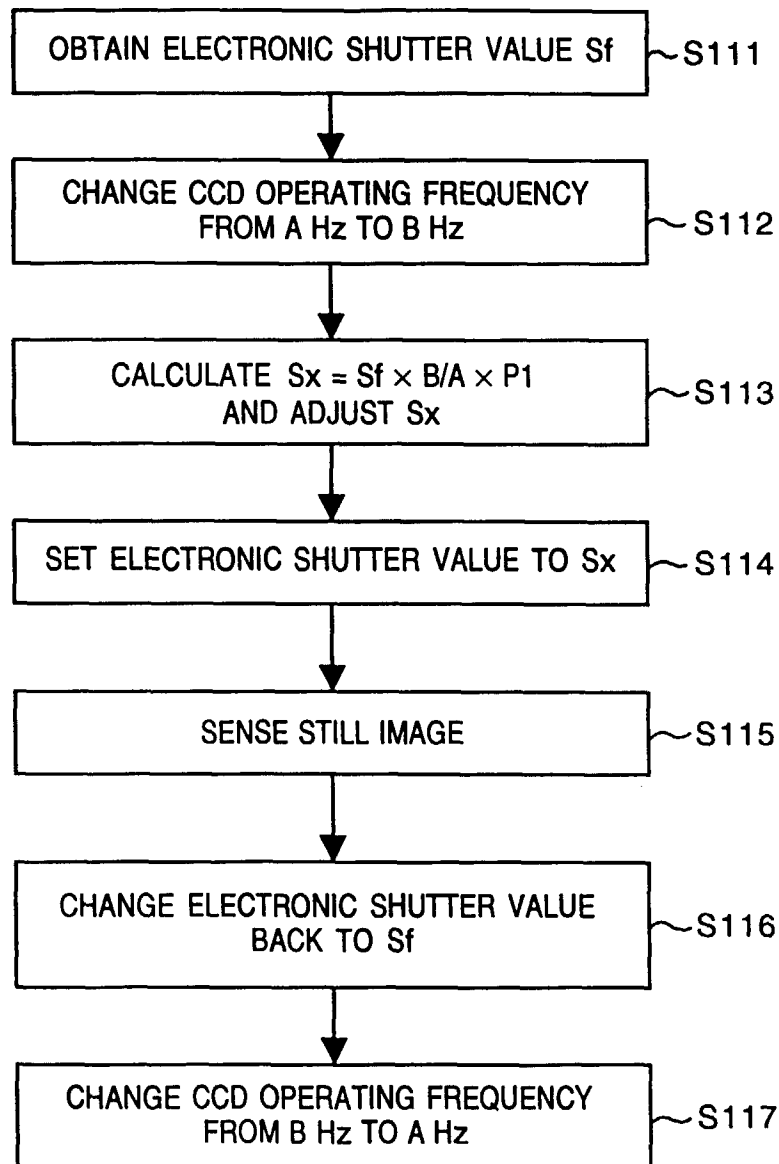 OBTAIN ELECTRONIC SHUTTER VALUE Sf
S111
CHANGE CCD OPERATING FREQUENCY
FROM A Hz TO B Hz
S112
CALCULATE Sx = Sf × B/A × P1
AND ADJUST Sx
S113
SET ELECTRONIC SHUTTER VALUE TO Sx
S114
SENSE STILL IMAGE
S115
CHANGE ELECTRONIC SHUTTER VALUE
BACK TO Sf
S116
CHANGE CCD OPERATING FREQUENCY
FROM B Hz TO A Hz
S117